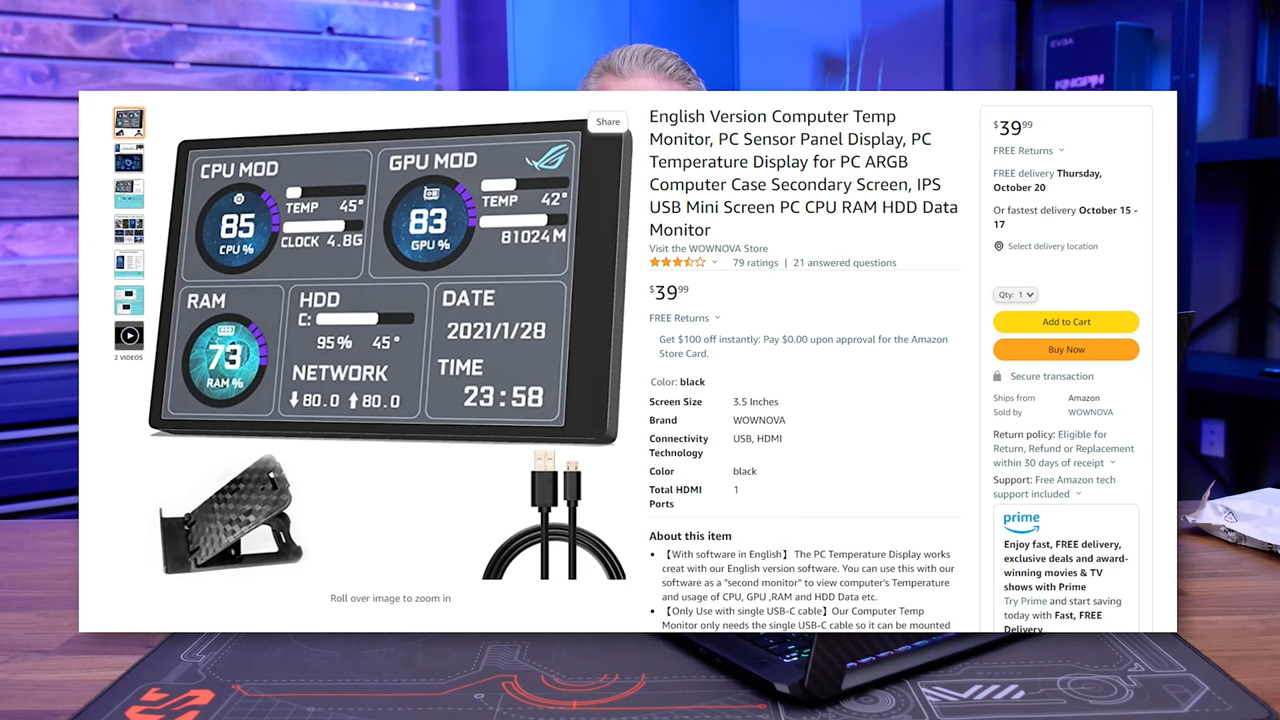 EVGA
KINGPIN
Share
CPU MOD
85
CPU %
TEMP 45°
CLOCK 4.8G
GPU MOD
83
GPU %
TEMP 42°
81024M
RAM
73
RAM %
HDD
C:
95% 45°
NETWORK
80.0 80.0
DATE
2021/1/28
TIME
23:58
2 VIDEOS
Roll over image to zoom in
English Version Computer Temp
Monitor, PC Sensor Panel Display, PC
Temperature Display for PC ARGB
Computer Case Secondary Screen, IPS
USB Mini Screen PC CPU RAM HDD Data
Monitor
Visit the WOWNOVA Store
79 ratings | 21 answered questions
$39⁹⁹
FREE Returns
Get $100 off instantly: Pay $0.00 upon approval for the Amazon
Store Card.
Color: black
Screen Size 3.5 Inches
Brand WOWNOVA
Connectivity USB, HDMI
Technology
Color black
Total HDMI 1
Ports
About this item
• 【With software in English】 The PC Temperature Display works
creat with our English version software. You can use this with our
software as a "second monitor" to view computer's Temperature
and usage of CPU, GPU ,RAM and HDD Data etc.
• 【Only Use with single USB-C cable】Our Computer Temp
Monitor only needs the single USB-C cable so it can be mounted
$39⁹⁹
FREE Returns
FREE delivery Thursday,
October 20
Or fastest delivery October 15 -
17
Select delivery location
Qty: 1
Add to Cart
Buy Now
Secure transaction
Ships from Amazon
Sold by WOWNOVA
Return policy: Eligible for
Return, Refund or Replacement
within 30 days of receipt
Support: Free Amazon tech
support included
prime
Enjoy fast, FREE delivery,
exclusive deals and award-
winning movies & TV
shows with Prime
Try Prime and start saving
today with Fast, FREE
Delivery